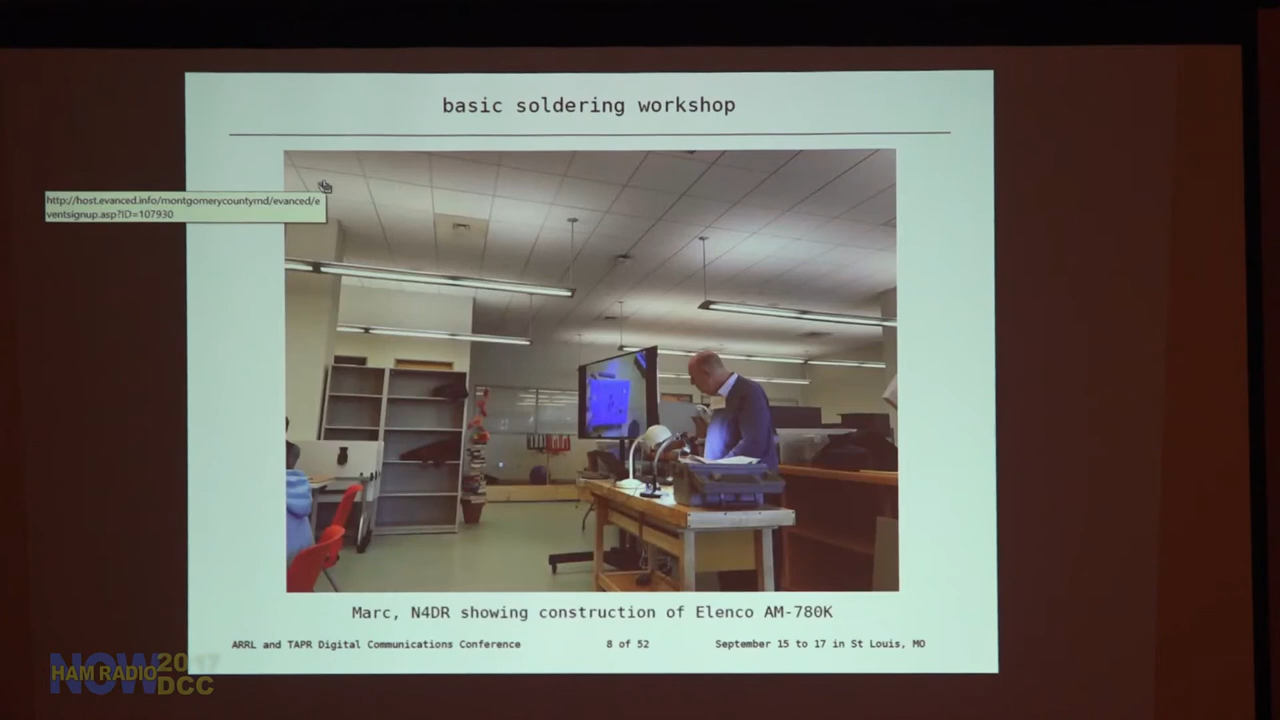 basic soldering workshop
http://host.evanced.info/montgomerycountymd/evanced/e
ventsignup.asp?ID=107930
Marc, N4DR showing construction of Elenco AM-780K
ARRL and TAPR Digital Communications Conference
8 of 52
September 15 to 17 in St Louis, MO
HAM RADIO
NOW
2017
DCC